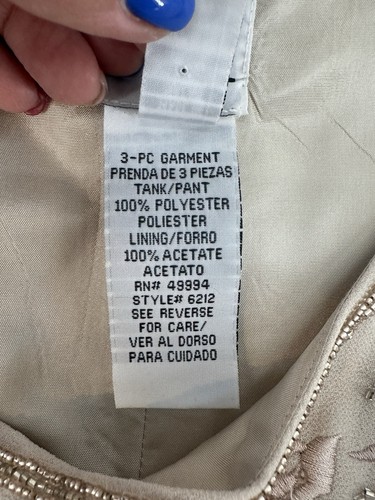 3-PC GARMENT
PRENDA DE 3 PIEZAS
TANK/PANT
100% POLYESTER
POLIESTER
LINING/FORRO
100% ACETATE
ACETATO
RN# 49994
STYLE# 6212
SEE REVERSE
FOR CARE/
VER AL DORSO
PARA CUIDADO